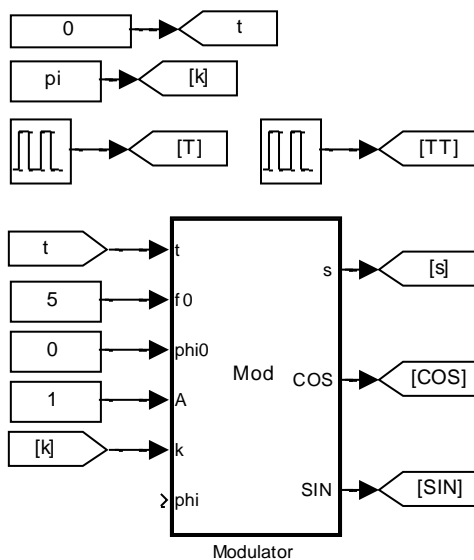 0 t
pi [k]
[T] [TT]
t t
s [s]
5 f0
0 phi0
Mod COS [COS]
1 A
[k] k
phi SIN [SIN]
Modulator